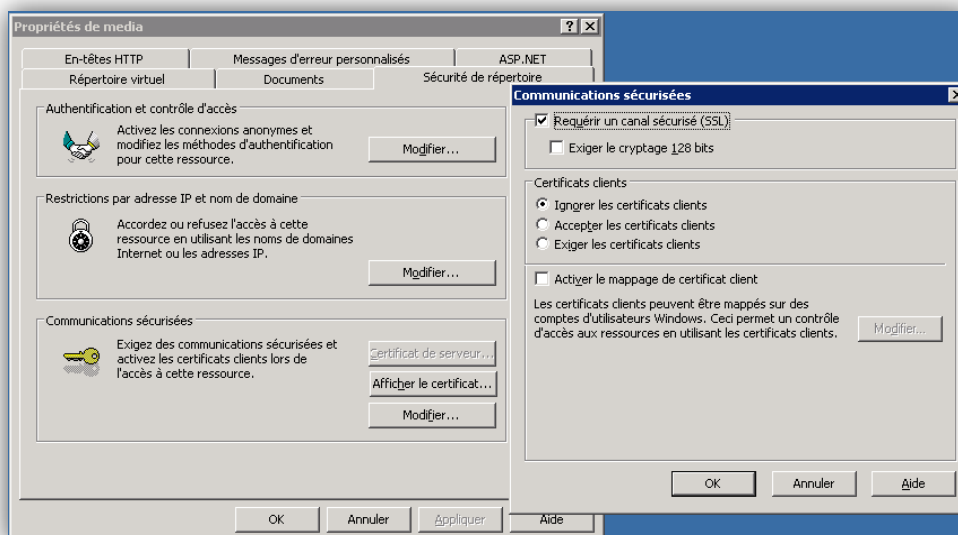 Propriétés de media
En-têtes HTTP
Messages d'erreur personnalisés
ASP.NET
Répertoire virtuel
Documents
Sécurité de répertoire
Authentification et contrôle d'accès
Activez les connexions anonymes et
modifiez les méthodes d'authentification
pour cette ressource.
Modifier...
Restrictions par adresse IP et nom de domaine
Accordez ou refusez l'accès à cette
ressource en utilisant les noms de domaines
Internet ou les adresses IP.
Modifier...
Communications sécurisées
Exigez des communications sécurisées et
activez les certificats clients lors de
l'accès à cette ressource.
Certificat de serveur...
Afficher le certificat...
Modifier...
OK
Annuler
Appliquer
Aide
Communications sécurisées
Requérir un canal sécurisé (SSL)
Exiger le cryptage 128 bits
Certificats clients
Ignorer les certificats clients
Accepter les certificats clients
Exiger les certificats clients
Activer le mappage de certificat client
Les certificats clients peuvent être mappés sur des
comptes d'utilisateurs Windows. Ceci permet un contrôle
d'accès aux ressources en utilisant les certificats clients.
Modifier...
OK
Annuler
Aide